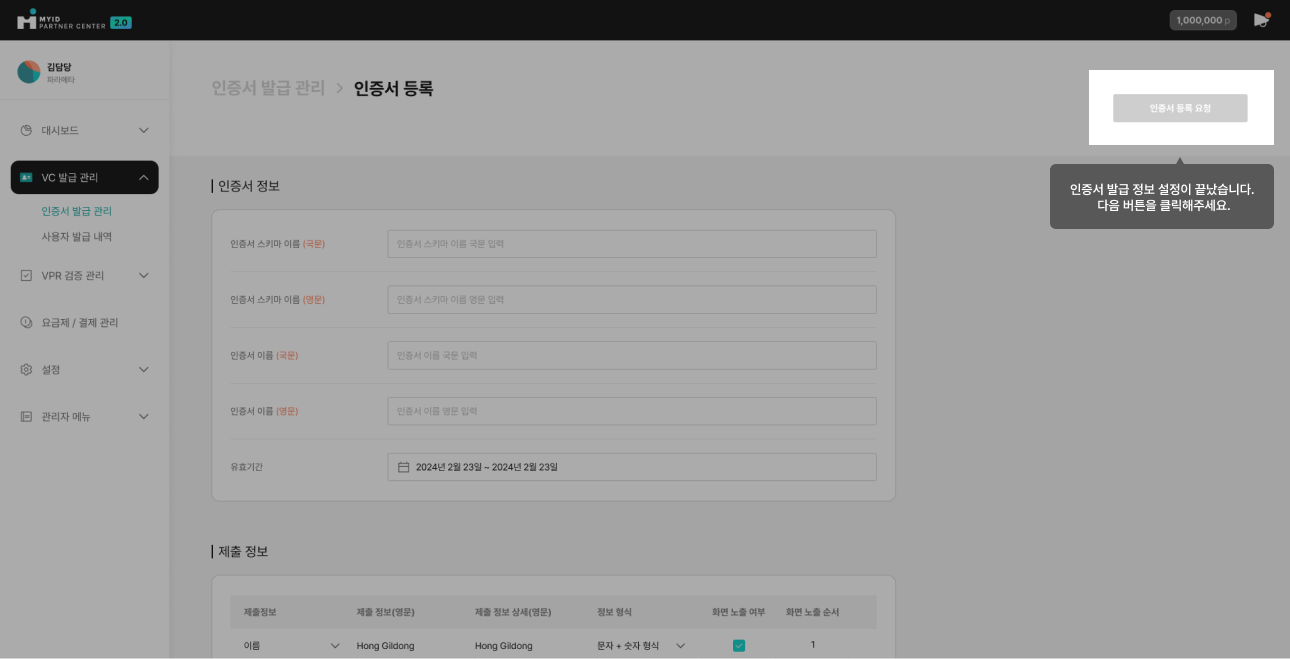 MYID
PARTNER CENTER 2.0
1,000,000 p
김담당
파라메타
대시보드
VC 발급 관리
인증서 발급 관리
사용자 발급 내역
VPR 검증 관리
요금제 / 결제 관리
설정
관리자 메뉴
인증서 발급 관리 > 인증서 등록
인증서 등록 요청
인증서 발급 정보 설정이 끝났습니다.
다음 버튼을 클릭해주세요.
인증서 정보
인증서 스키마 이름 (국문) 인증서 스키마 이름 국문 입력
인증서 스키마 이름 (영문) 인증서 스키마 이름 영문 입력
인증서 이름 (국문) 인증서 이름 국문 입력
인증서 이름 (영문) 인증서 이름 영문 입력
유효기간 2024년 2월 23일 ~ 2024년 2월 23일
제출 정보
제출정보 제출 정보(영문) 제출 정보 상세(영문) 정보 형식 화면 노출 여부 화면 노출 순서
이름 Hong Gildong Hong Gildong 문자 + 숫자 형식 1